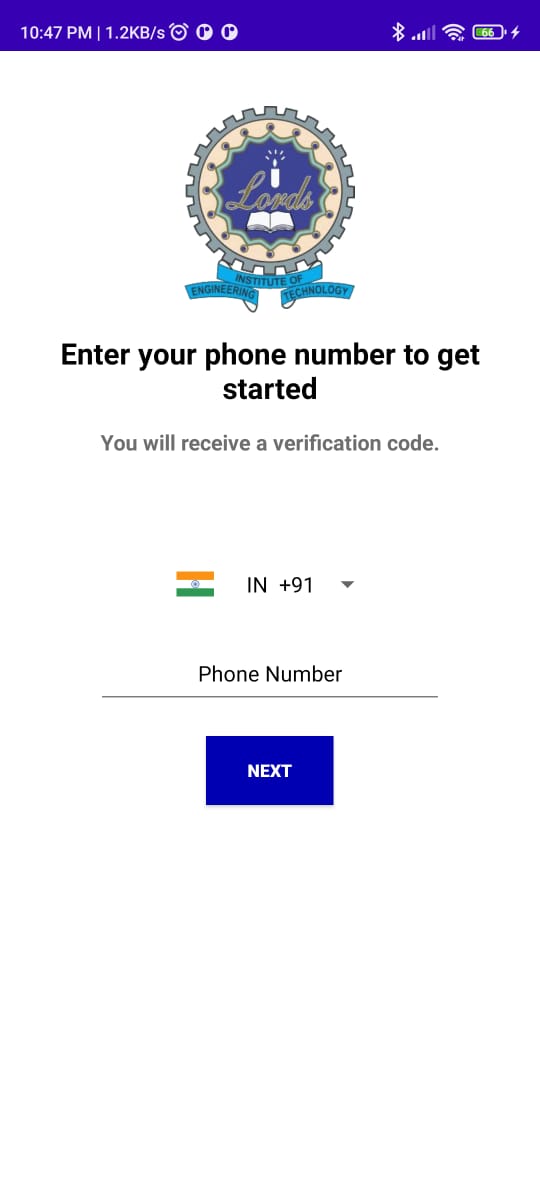 10:47 PM | 1.2KB/s
66
Lords
INSTITUTE OF
ENGINEERING TECHNOLOGY
Enter your phone number to get
started
You will receive a verification code.
IN +91
Phone Number
NEXT